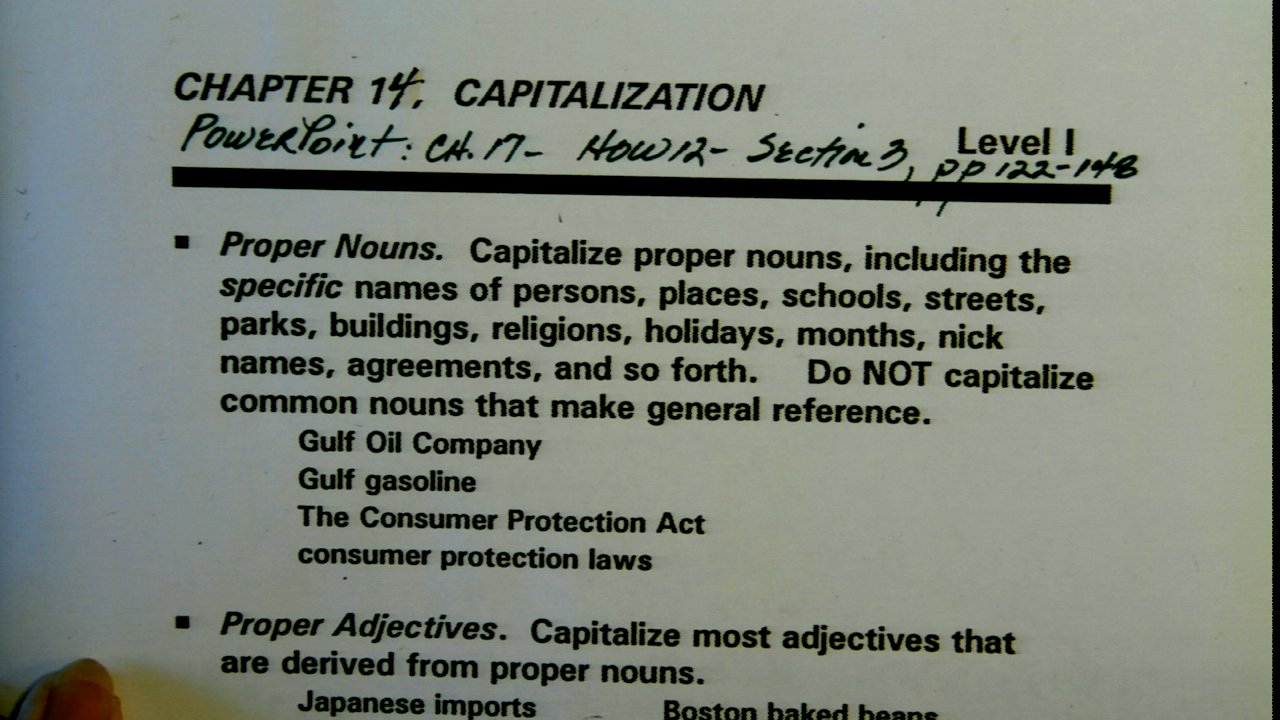 CHAPTER 14. CAPITALIZATION
PowerPoint: CH. 17- HOW 12- Section 3, pp 122-148
Level I
Proper Nouns. Capitalize proper nouns, including the
specific names of persons, places, schools, streets,
parks, buildings, religions, holidays, months, nick
names, agreements, and so forth. Do NOT capitalize
common nouns that make general reference.
Gulf Oil Company
Gulf gasoline
The Consumer Protection Act
consumer protection laws
Proper Adjectives. Capitalize most adjectives that
are derived from proper nouns.
Japanese imports Boston baked beans